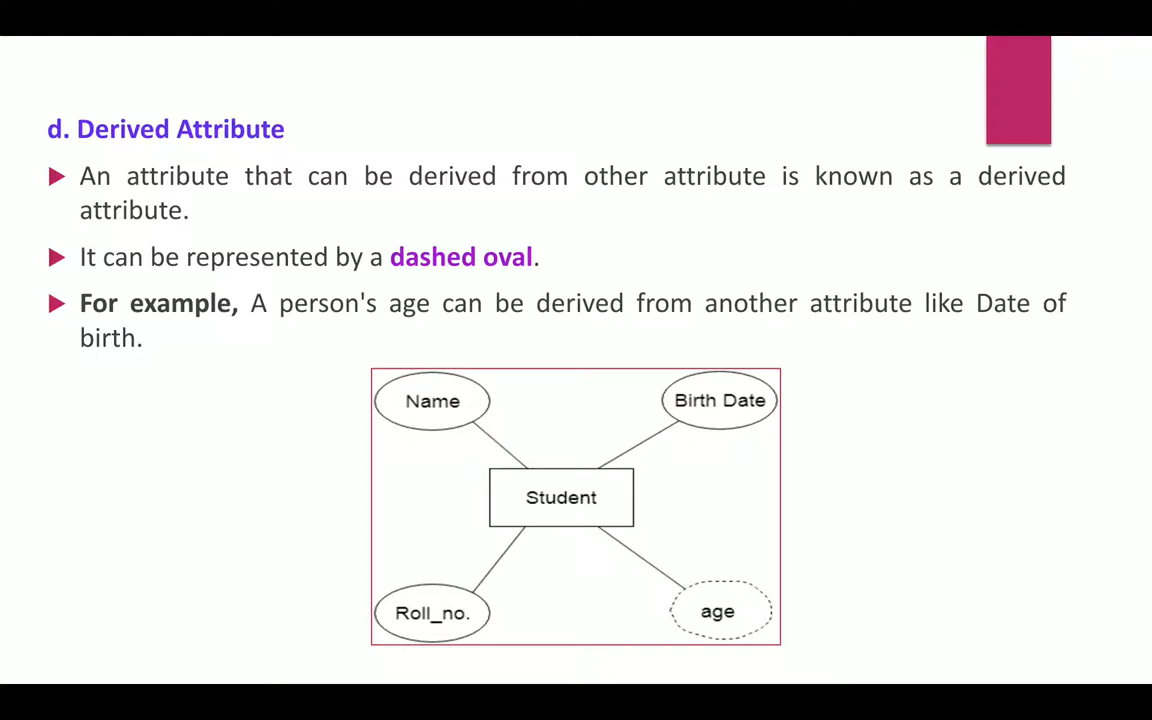 d. Derived Attribute
An attribute that can be derived from other attribute is known as a derived
attribute.
It can be represented by a dashed oval.
For example, A person's age can be derived from another attribute like Date of
birth.
Name
Birth Date
Student
Roll_no.
age